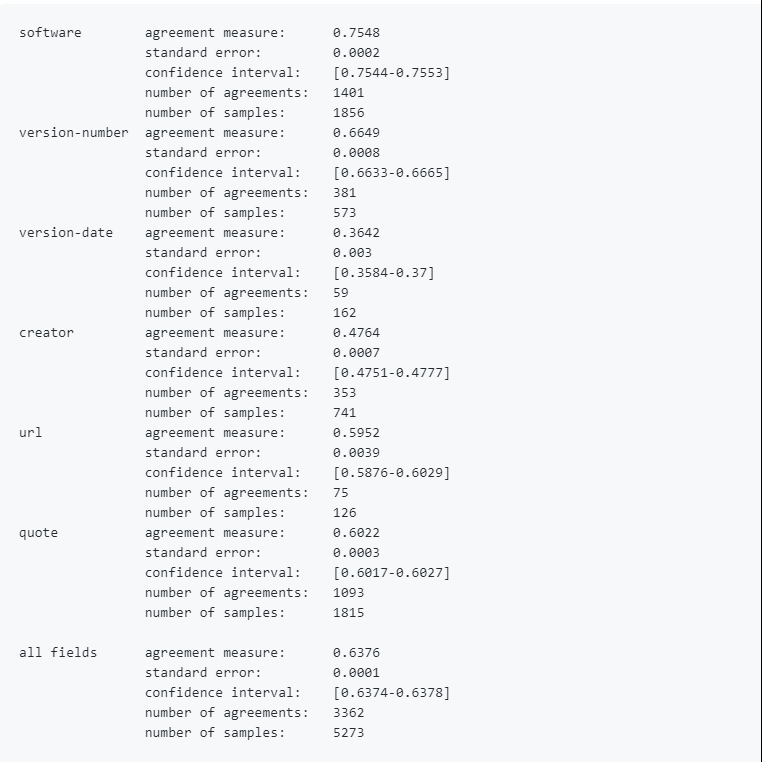 software agreement measure: 0.7548
standard error: 0.0002
confidence interval: [0.7544-0.7553]
number of agreements: 1401
number of samples: 1856
version-number agreement measure: 0.6649
standard error: 0.0008
confidence interval: [0.6633-0.6665]
number of agreements: 381
number of samples: 573
version-date agreement measure: 0.3642
standard error: 0.003
confidence interval: [0.3584-0.37]
number of agreements: 59
number of samples: 162
creator agreement measure: 0.4764
standard error: 0.0007
confidence interval: [0.4751-0.4777]
number of agreements: 353
number of samples: 741
url agreement measure: 0.5952
standard error: 0.0039
confidence interval: [0.5876-0.6029]
number of agreements: 75
number of samples: 126
quote agreement measure: 0.6022
standard error: 0.0003
confidence interval: [0.6017-0.6027]
number of agreements: 1093
number of samples: 1815
all fields agreement measure: 0.6376
standard error: 0.0001
confidence interval: [0.6374-0.6378]
number of agreements: 3362
number of samples: 5273